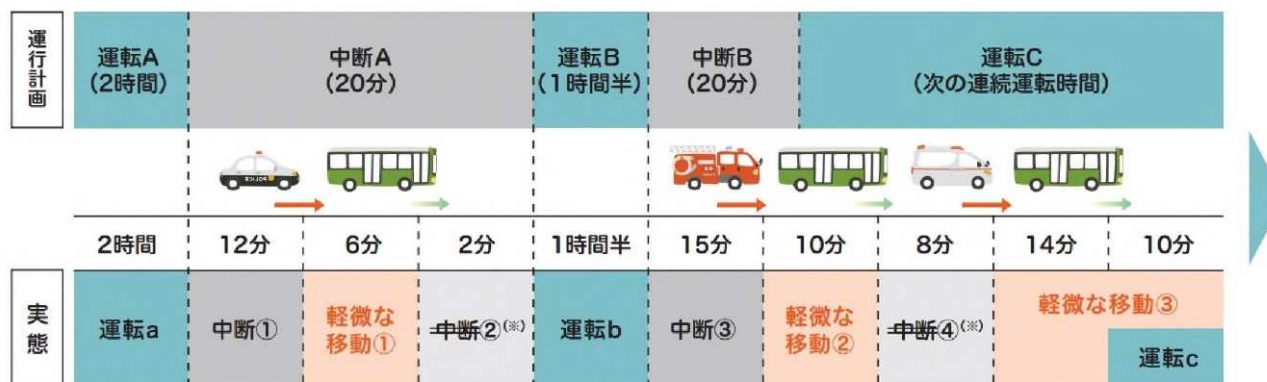 運行計画
運転A
(2時間)
中断A
(20分)
運転B
(1時間半)
中断B
(20分)
運転C
(次の連続運転時間)
2時間
12分
6分
2分
1時間半
15分
10分
8分
14分
10分
実態
運転a
中断①
軽微な
移動①
中断②(※)
運転b
中断③
軽微な
移動②
中断④(※)
軽微な移動③
運転c